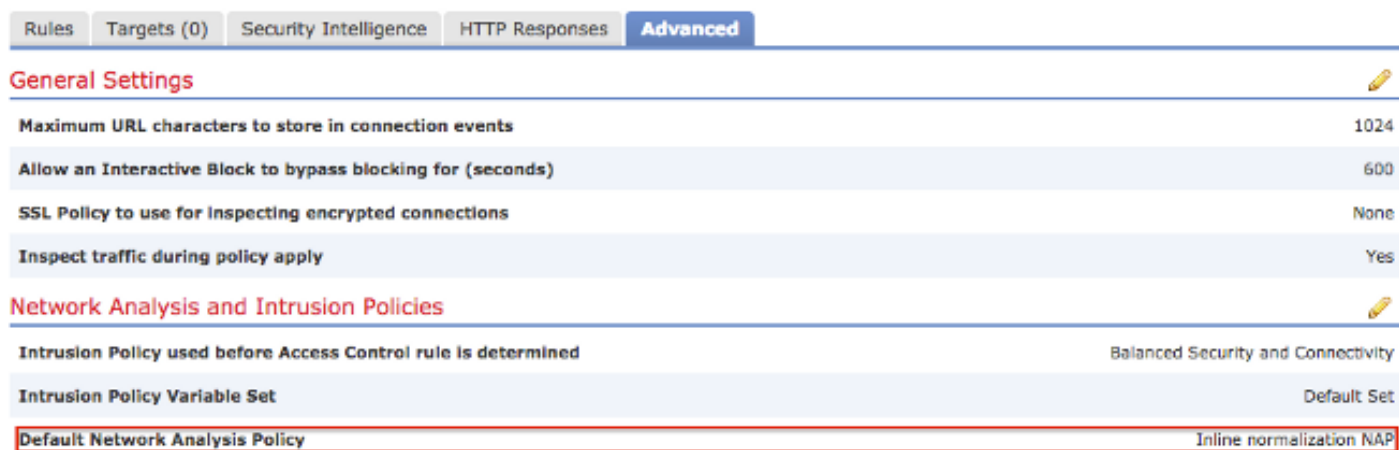 Rules Targets (0) Security Intelligence HTTP Responses Advanced
General Settings
Maximum URL characters to store in connection events 1024
Allow an Interactive Block to bypass blocking for (seconds) 600
SSL Policy to use for inspecting encrypted connections None
Inspect traffic during policy apply Yes
Network Analysis and Intrusion Policies
Intrusion Policy used before Access Control rule is determined Balanced Security and Connectivity
Intrusion Policy Variable Set Default Set
Default Network Analysis Policy Inline normalization NAP